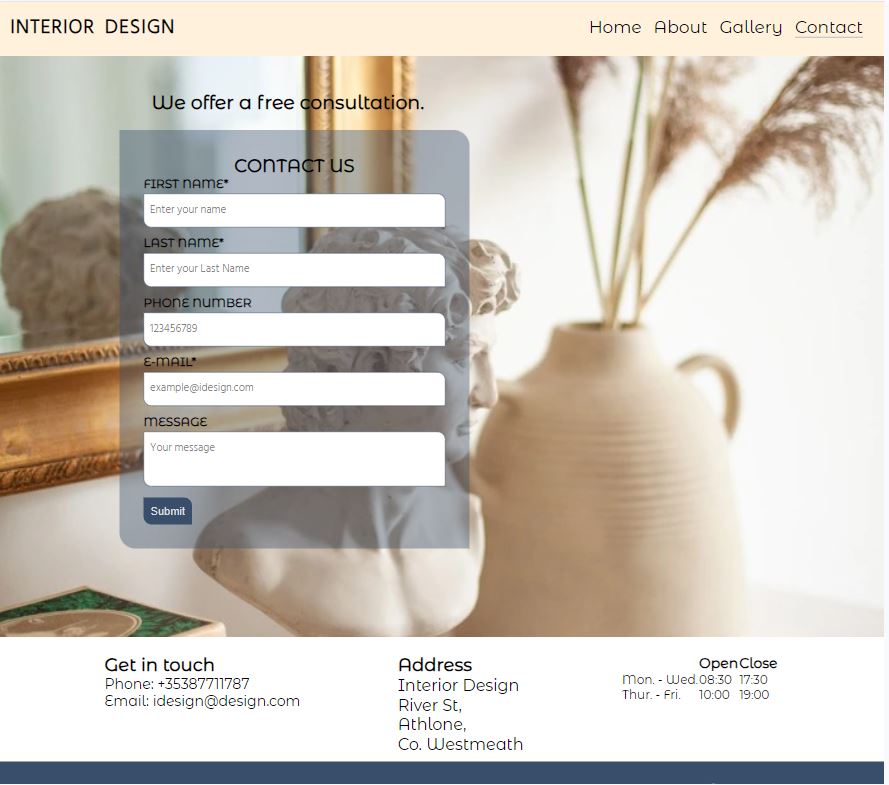 INTERIOR DESIGN
Home About Gallery Contact
We offer a free consultation.
CONTACT US
FIRST NAME*
Enter your name
LAST NAME*
Enter your Last Name
PHONE NUMBER
123456789
E-MAIL*
example@idesign.com
MESSAGE
Your message
Submit
Get in touch
Phone: +35387711787
Email: idesign@design.com
Address
Interior Design
River St,
Athlone,
Co. Westmeath
Open Close
Mon. - Wed. 08:30 17:30
Thur. - Fri. 10:00 19:00